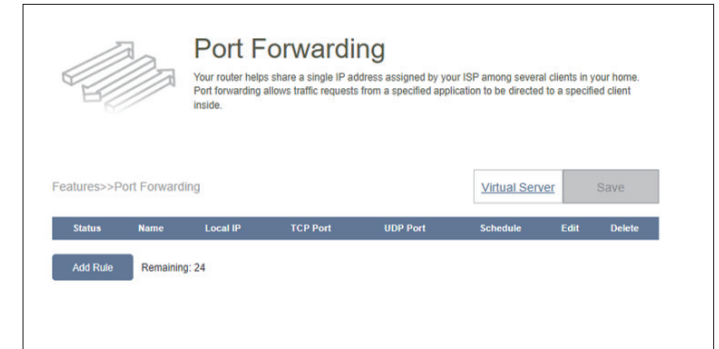 Port Forwarding
Your router helps share a single IP address assigned by your ISP among several clients in your home.
Port forwarding allows traffic requests from a specified application to be directed to a specified client
inside.
Features>>Port Forwarding
Virtual Server
Save
Status Name Local IP TCP Port UDP Port Schedule Edit Delete
Add Rule Remaining: 24